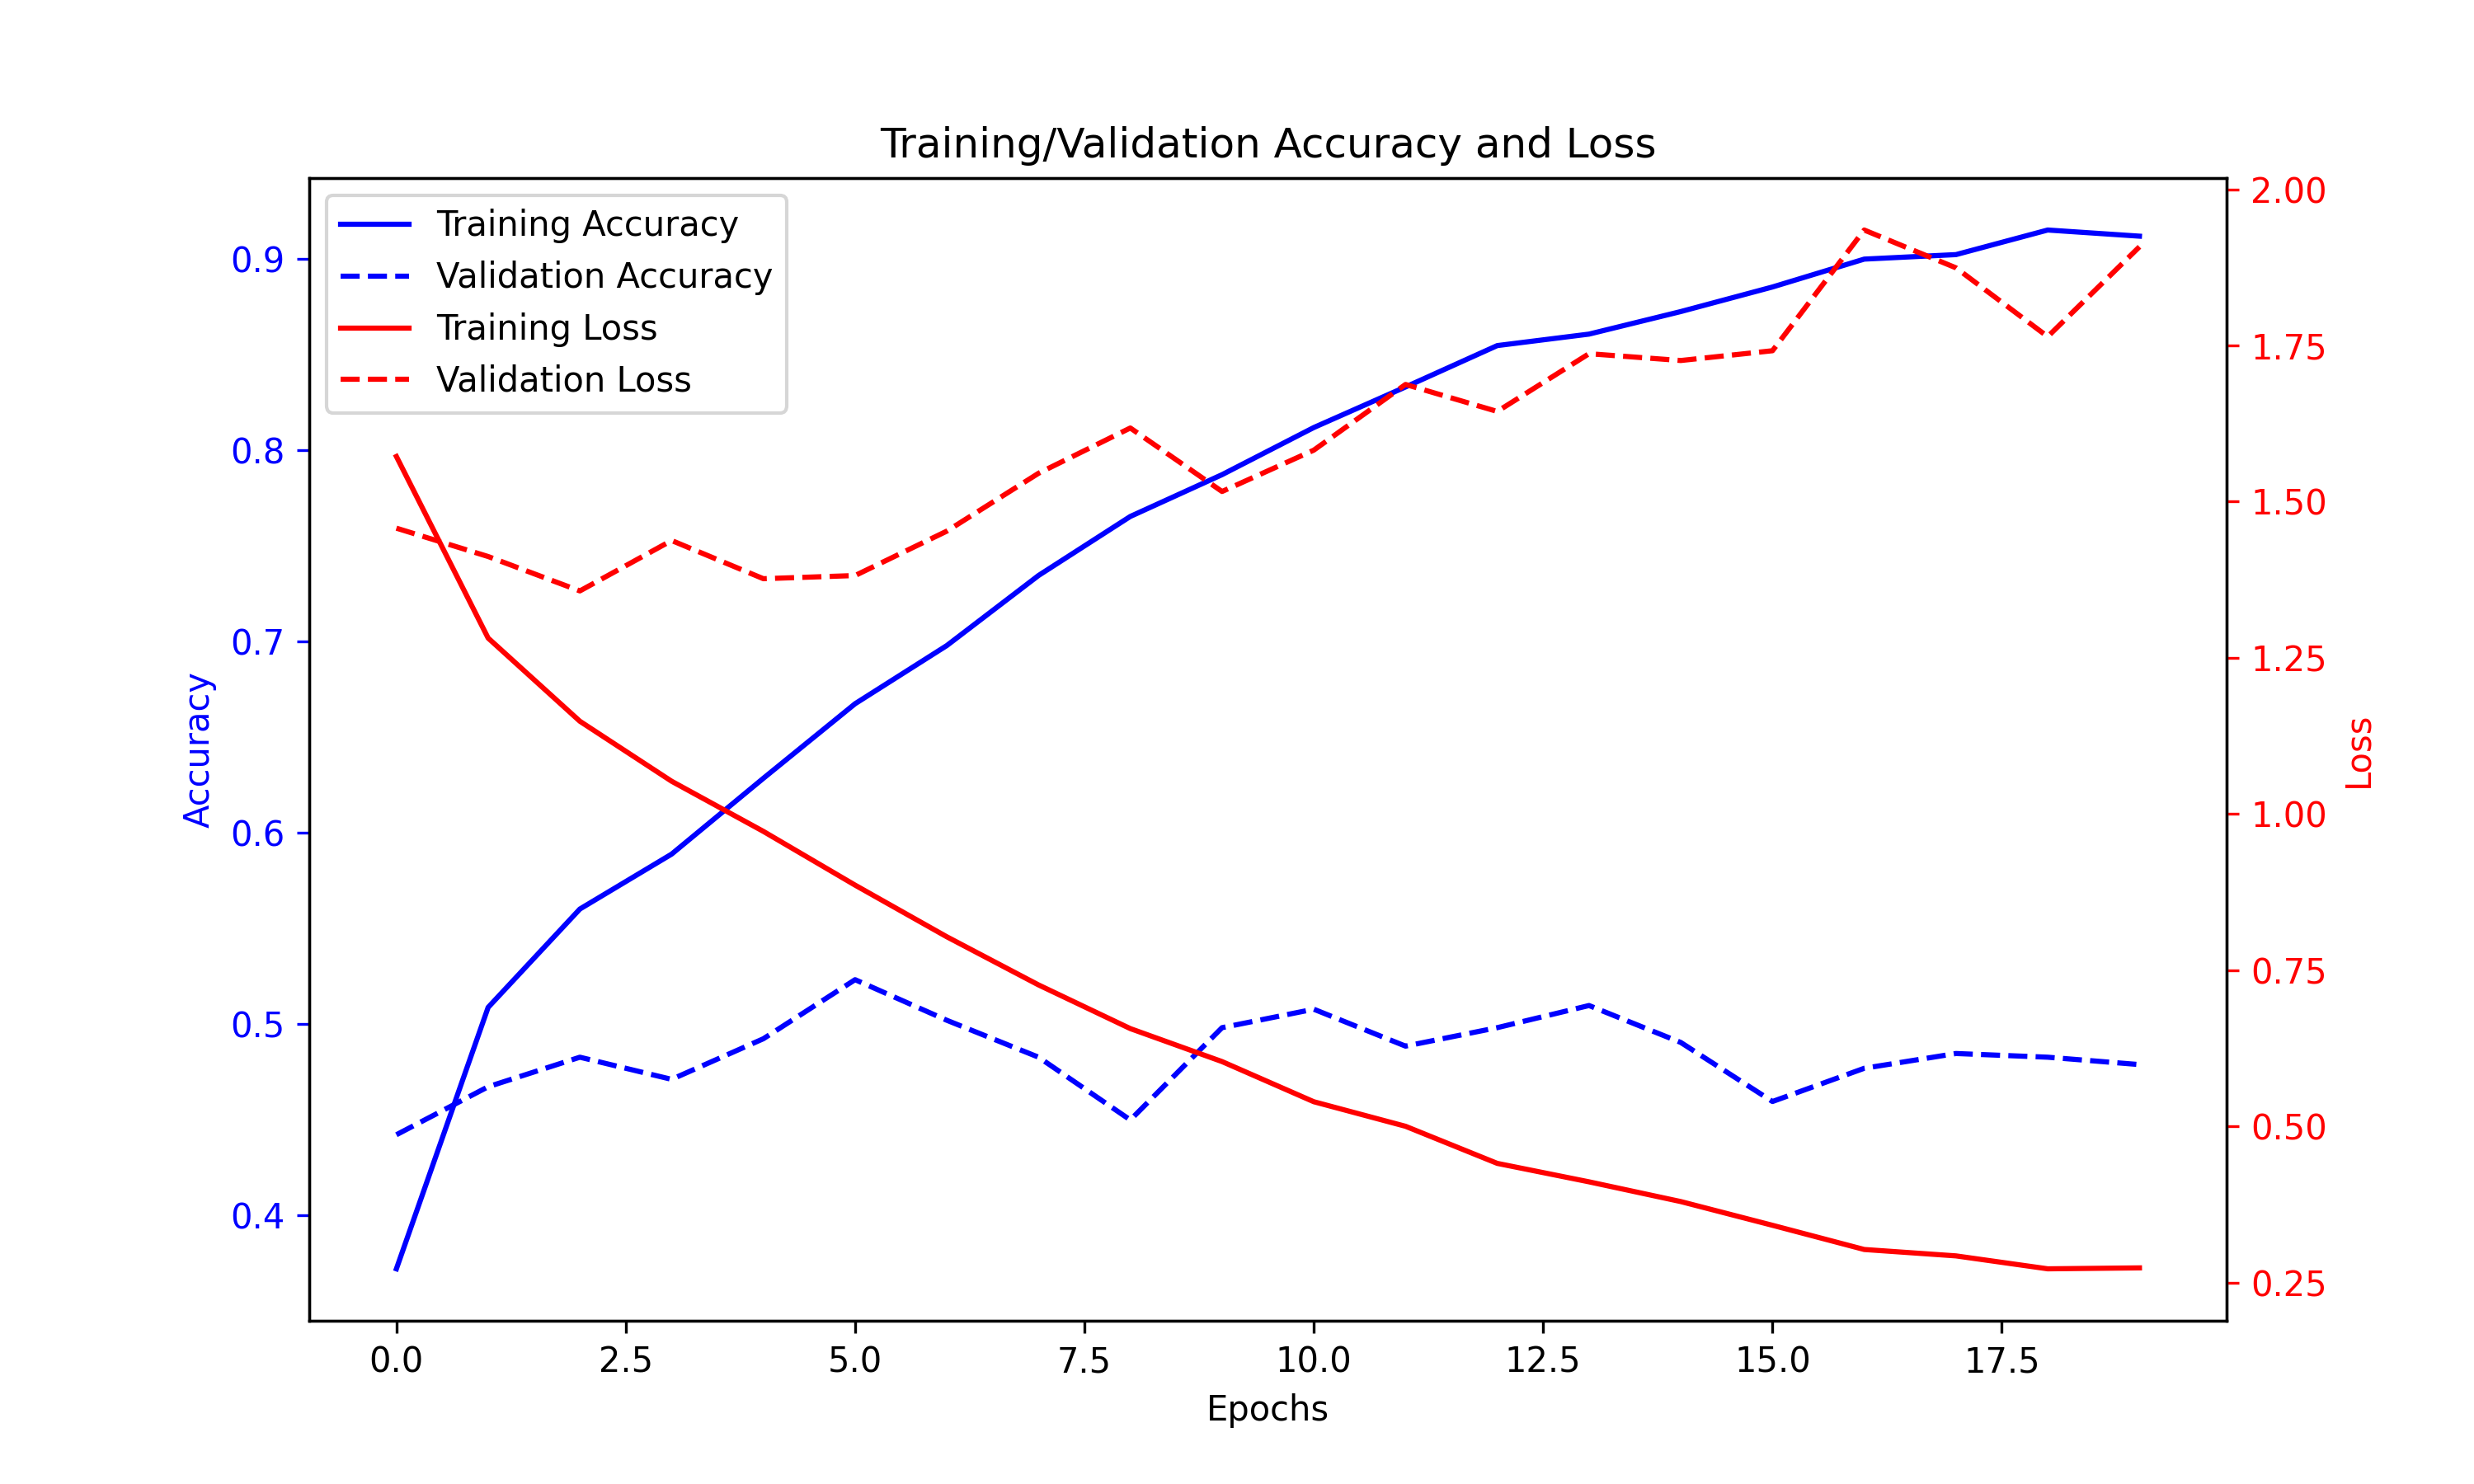 Training/Validation Accuracy and Loss
Training Accuracy
Validation Accuracy
Training Loss
Validation Loss
0.9
0.8
0.7
0.6
0.5
0.4
Accuracy
2.00
1.75
1.50
1.25
1.00
0.75
0.50
0.25
Loss
0.0 2.5 5.0 7.5 10.0 12.5 15.0 17.5
Epochs